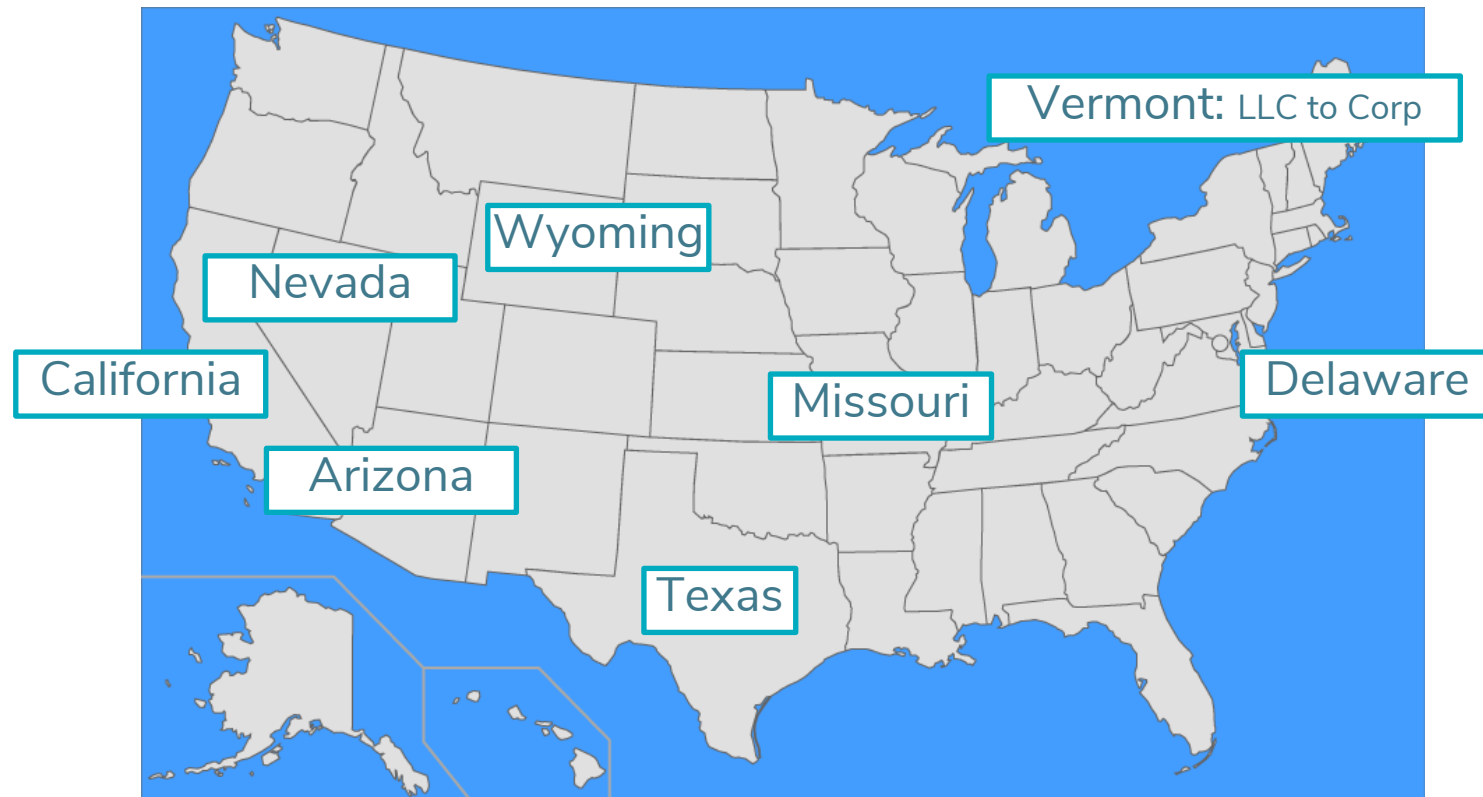 Vermont: LLC to Corp
Wyoming
Nevada
California
Missouri
Delaware
Arizona
Texas